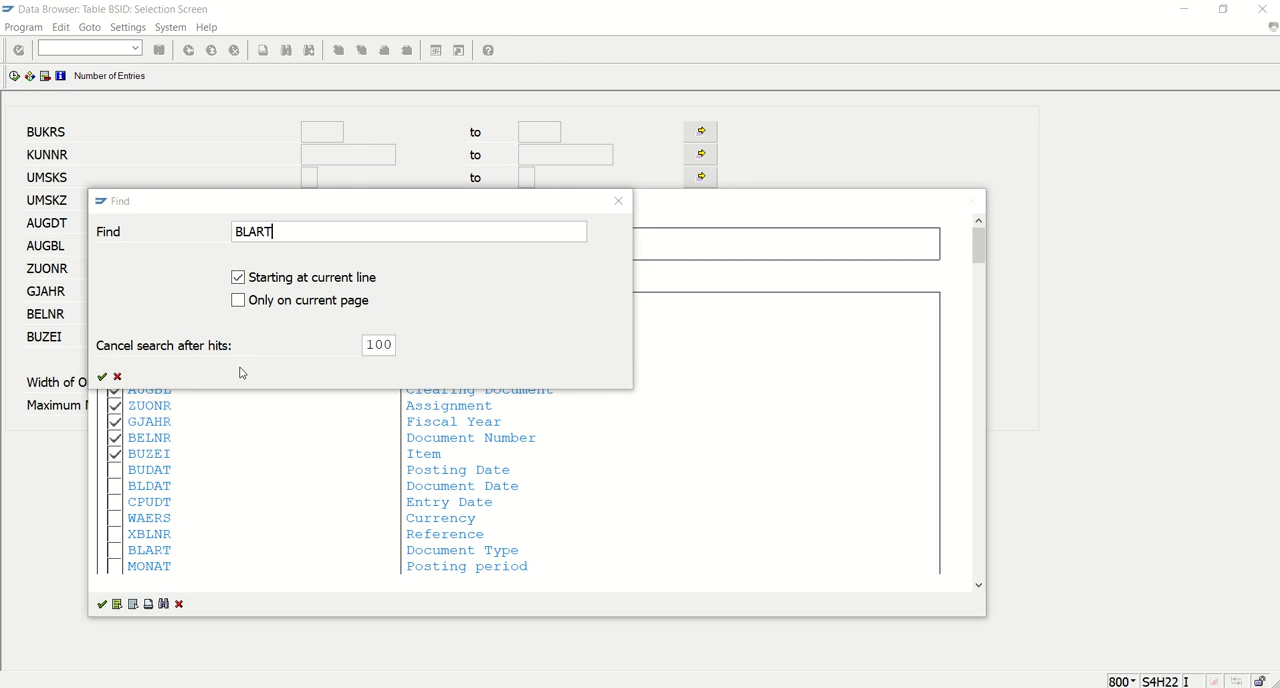 Data Browser: Table BSID: Selection Screen
Program Edit Goto Settings System Help
Number of Entries
BUKRS to
KUNNR to
UMSKS to
UMSKZ
AUGDT
AUGBL
ZUONR
GJAHR
BELNR
BUZEI
Width of O
Maximum
Find
Find BLART
Starting at current line
Only on current page
Cancel search after hits: 100
AUGBL Clearing Document
ZUONR Assignment
GJAHR Fiscal Year
BELNR Document Number
BUZEI Item
BUDAT Posting Date
BLDAT Document Date
CPUDT Entry Date
WAERS Currency
XBLNR Reference
BLART Document Type
MONAT Posting period
800 S4H22 I